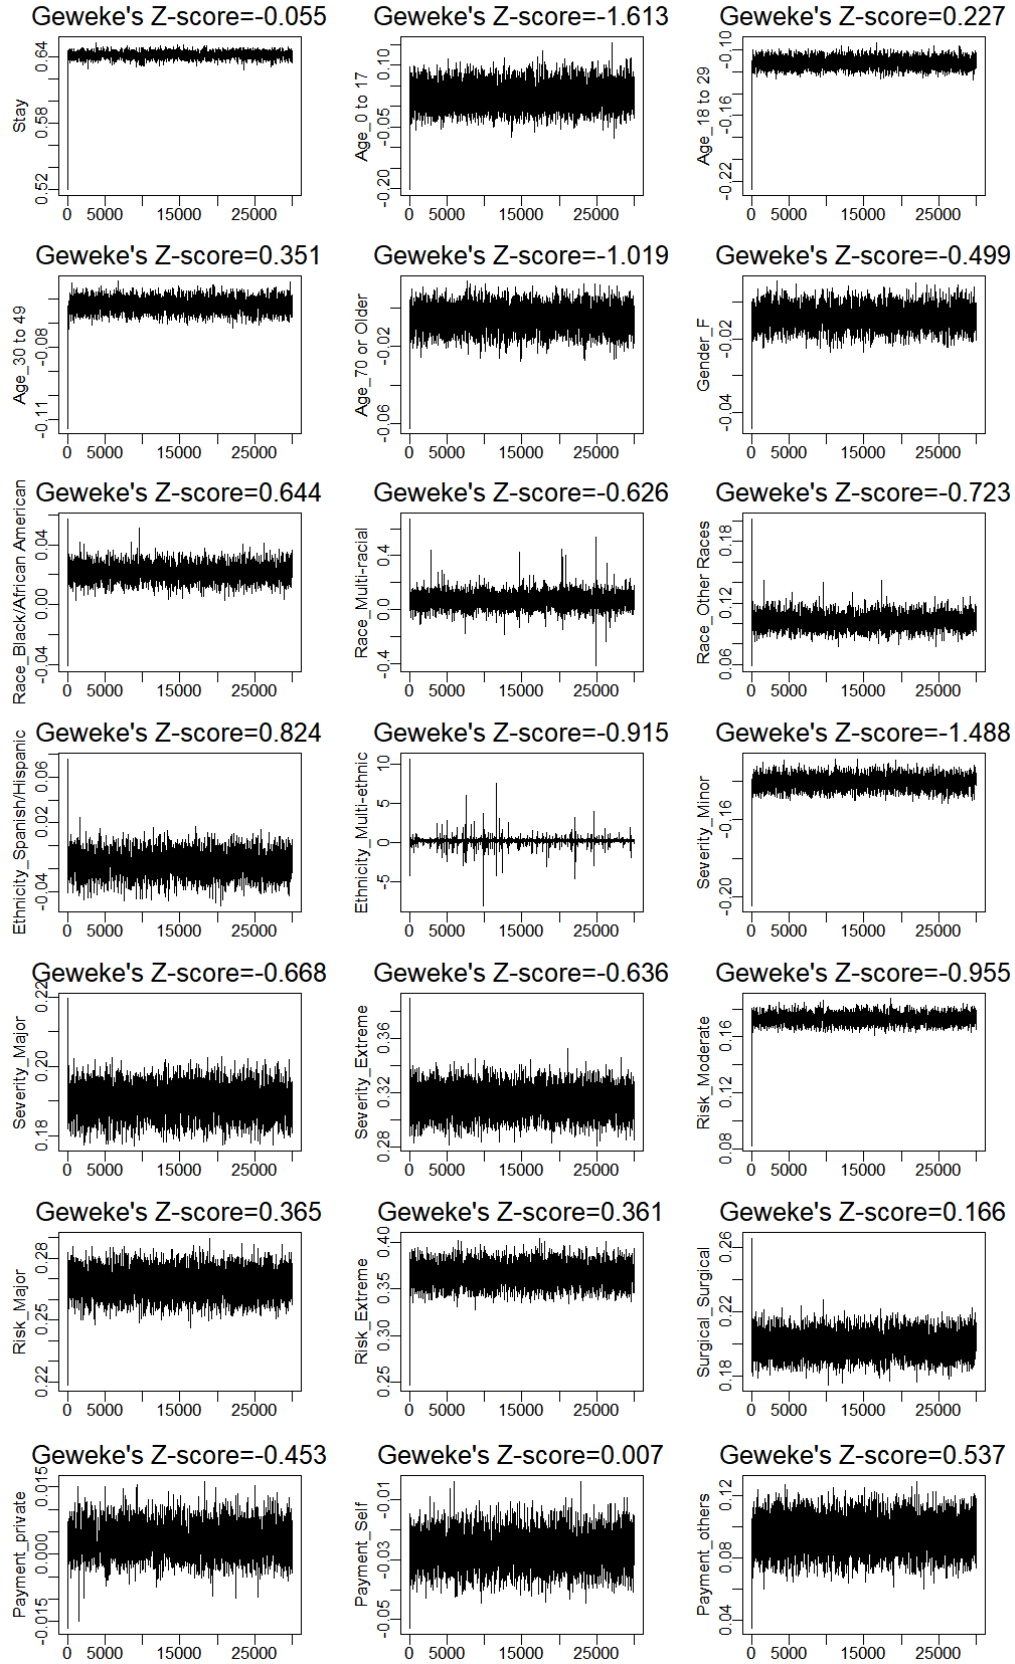 Geweke's Z-score=-0.055
Stay
0.64
0.58
0.52
0 5000 15000 25000
Geweke's Z-score=-1.613
Age_0 to 17
0.10
-0.05
-0.20
0 5000 15000 25000
Geweke's Z-score=0.227
Age_18 to 29
-0.10
-0.16
-0.22
0 5000 15000 25000
Geweke's Z-score=0.351
Age_30 to 49
-0.08
-0.11
0 5000 15000 25000
Geweke's Z-score=-1.019
Age_70 or Older
-0.02
-0.06
0 5000 15000 25000
Geweke's Z-score=-0.499
Gender_F
-0.02
-0.04
0 5000 15000 25000
Geweke's Z-score=0.644
Race_Black/African American
0.04
0.00
-0.04
0 5000 15000 25000
Geweke's Z-score=-0.626
Race_Multi-racial
0.4
0.0
-0.4
0 5000 15000 25000
Geweke's Z-score=-0.723
Race_Other Races
0.18
0.12
0.06
0 5000 15000 25000
Geweke's Z-score=0.824
Ethnicity_Spanish/Hispanic
0.06
0.02
-0.04
0 5000 15000 25000
Geweke's Z-score=-0.915
Ethnicity_Multi-ethnic
10
5
0
-5
0 5000 15000 25000
Geweke's Z-score=-1.488
Severity_Minor
-0.16
-0.20
0 5000 15000 25000
Geweke's Z-score=-0.668
Severity_Major
0.22
0.20
0.18
0 5000 15000 25000
Geweke's Z-score=-0.636
Severity_Extreme
0.36
0.32
0.28
0 5000 15000 25000
Geweke's Z-score=-0.955
Risk_Moderate
0.16
0.12
0.08
0 5000 15000 25000
Geweke's Z-score=0.365
Risk_Major
0.28
0.25
0.22
0 5000 15000 25000
Geweke's Z-score=0.361
Risk_Extreme
0.40
0.35
0.30
0.25
0 5000 15000 25000
Geweke's Z-score=0.166
Surgical_Surgical
0.26
0.22
0.18
0 5000 15000 25000
Geweke's Z-score=-0.453
Payment_private
0.015
0.000
-0.015
0 5000 15000 25000
Geweke's Z-score=0.007
Payment_Self
-0.01
-0.03
-0.05
0 5000 15000 25000
Geweke's Z-score=0.537
Payment_others
0.12
0.08
0.04
0 5000 15000 25000